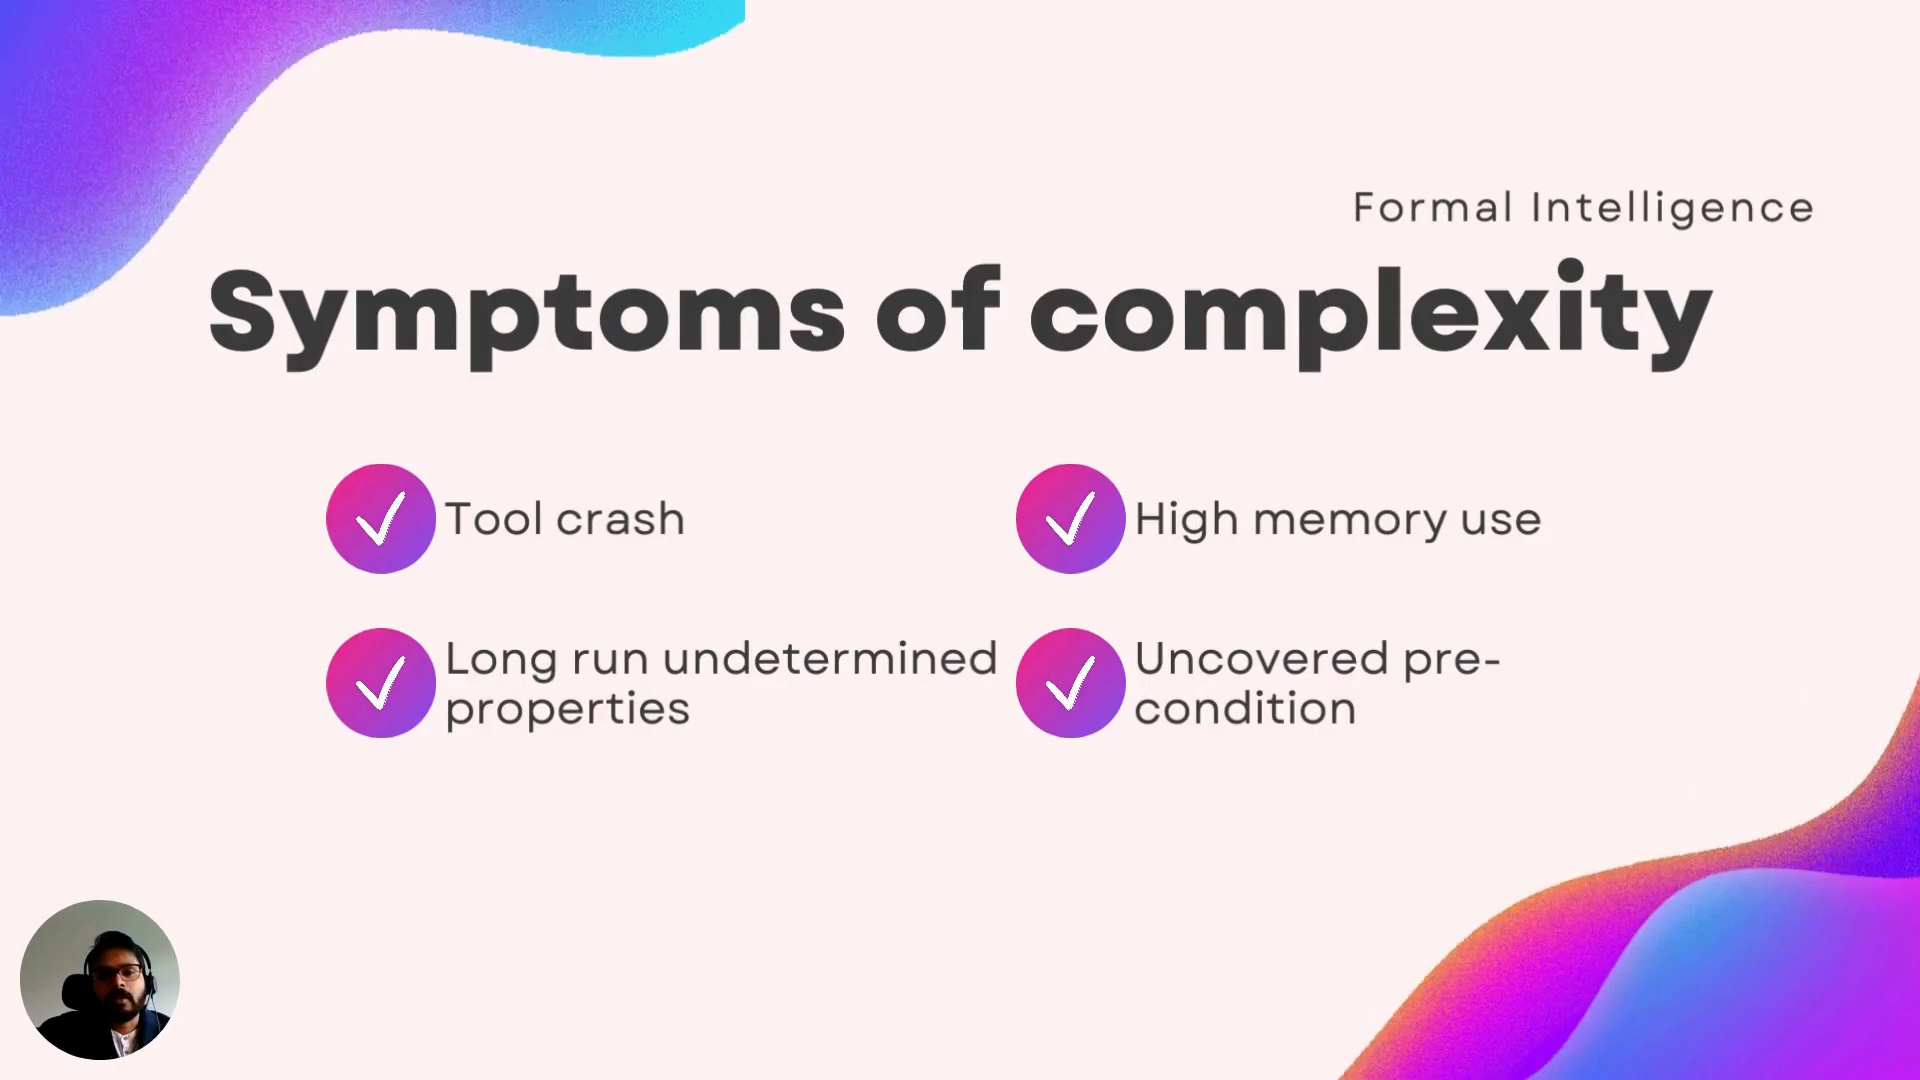 Formal Intelligence
Symptoms of complexity
Tool crash
High memory use
Long run undetermined
properties
Uncovered pre-
condition